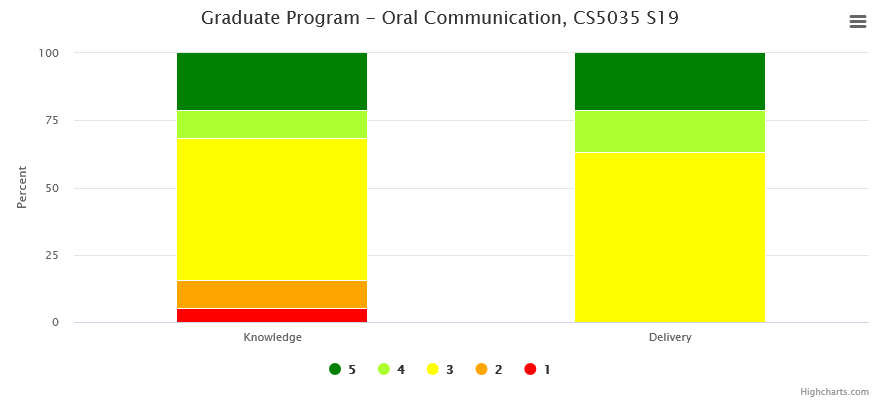 Graduate Program – Oral Communication, CS5035 S19
100
75
50
25
0
Percent
Knowledge
Delivery
5 4 3 2 1
Highcharts.com